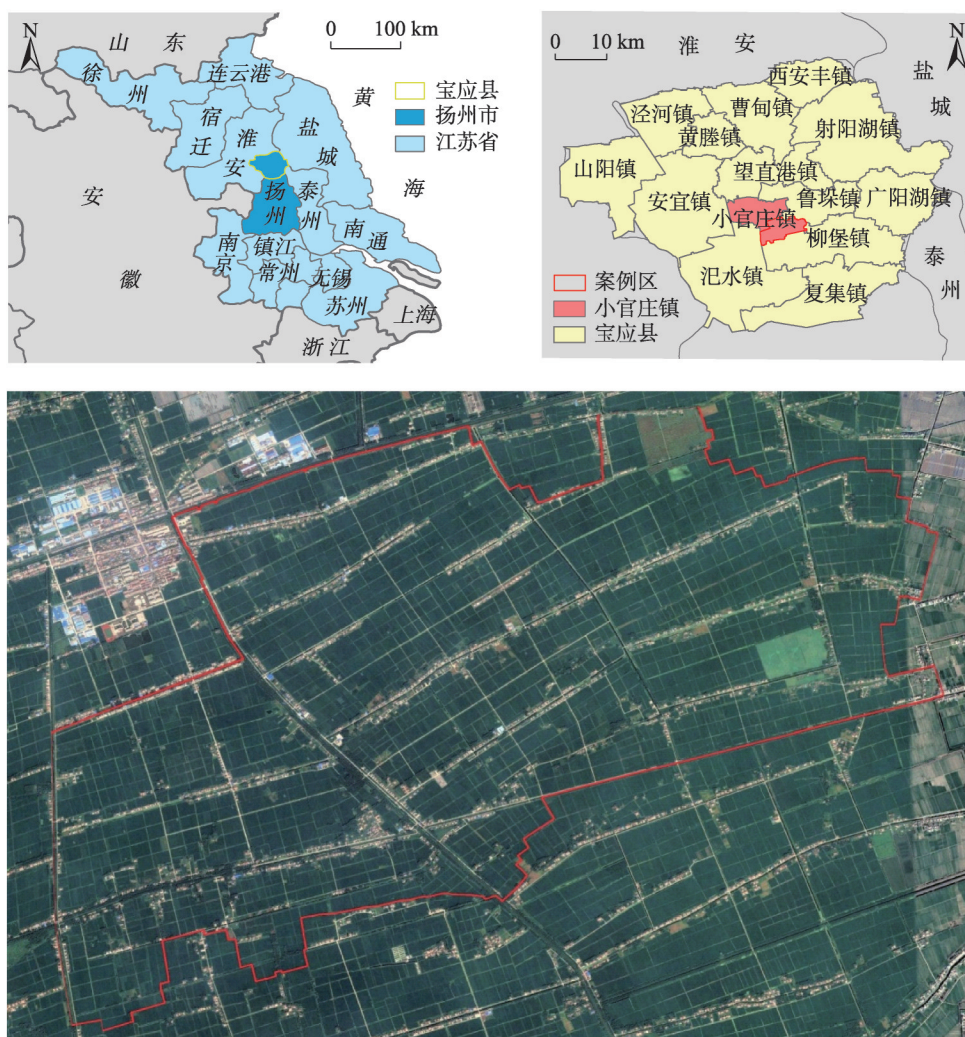 N
0 100 km
山 东
徐州
连云港
宿迁
淮安
盐城
黄海
宝应县
扬州市
江苏省
安徽
扬州
泰州
南京
镇江
南通
常州
无锡
苏州
上海
浙江
N
0 10 km
淮 安
盐城
西安丰镇
泾河镇
曹甸镇
黄塍镇
射阳湖镇
山阳镇
望直港镇
安宜镇
鲁垛镇
广阳湖镇
小官庄镇
柳堡镇
氾水镇
夏集镇
泰州
案例区
小官庄镇
宝应县